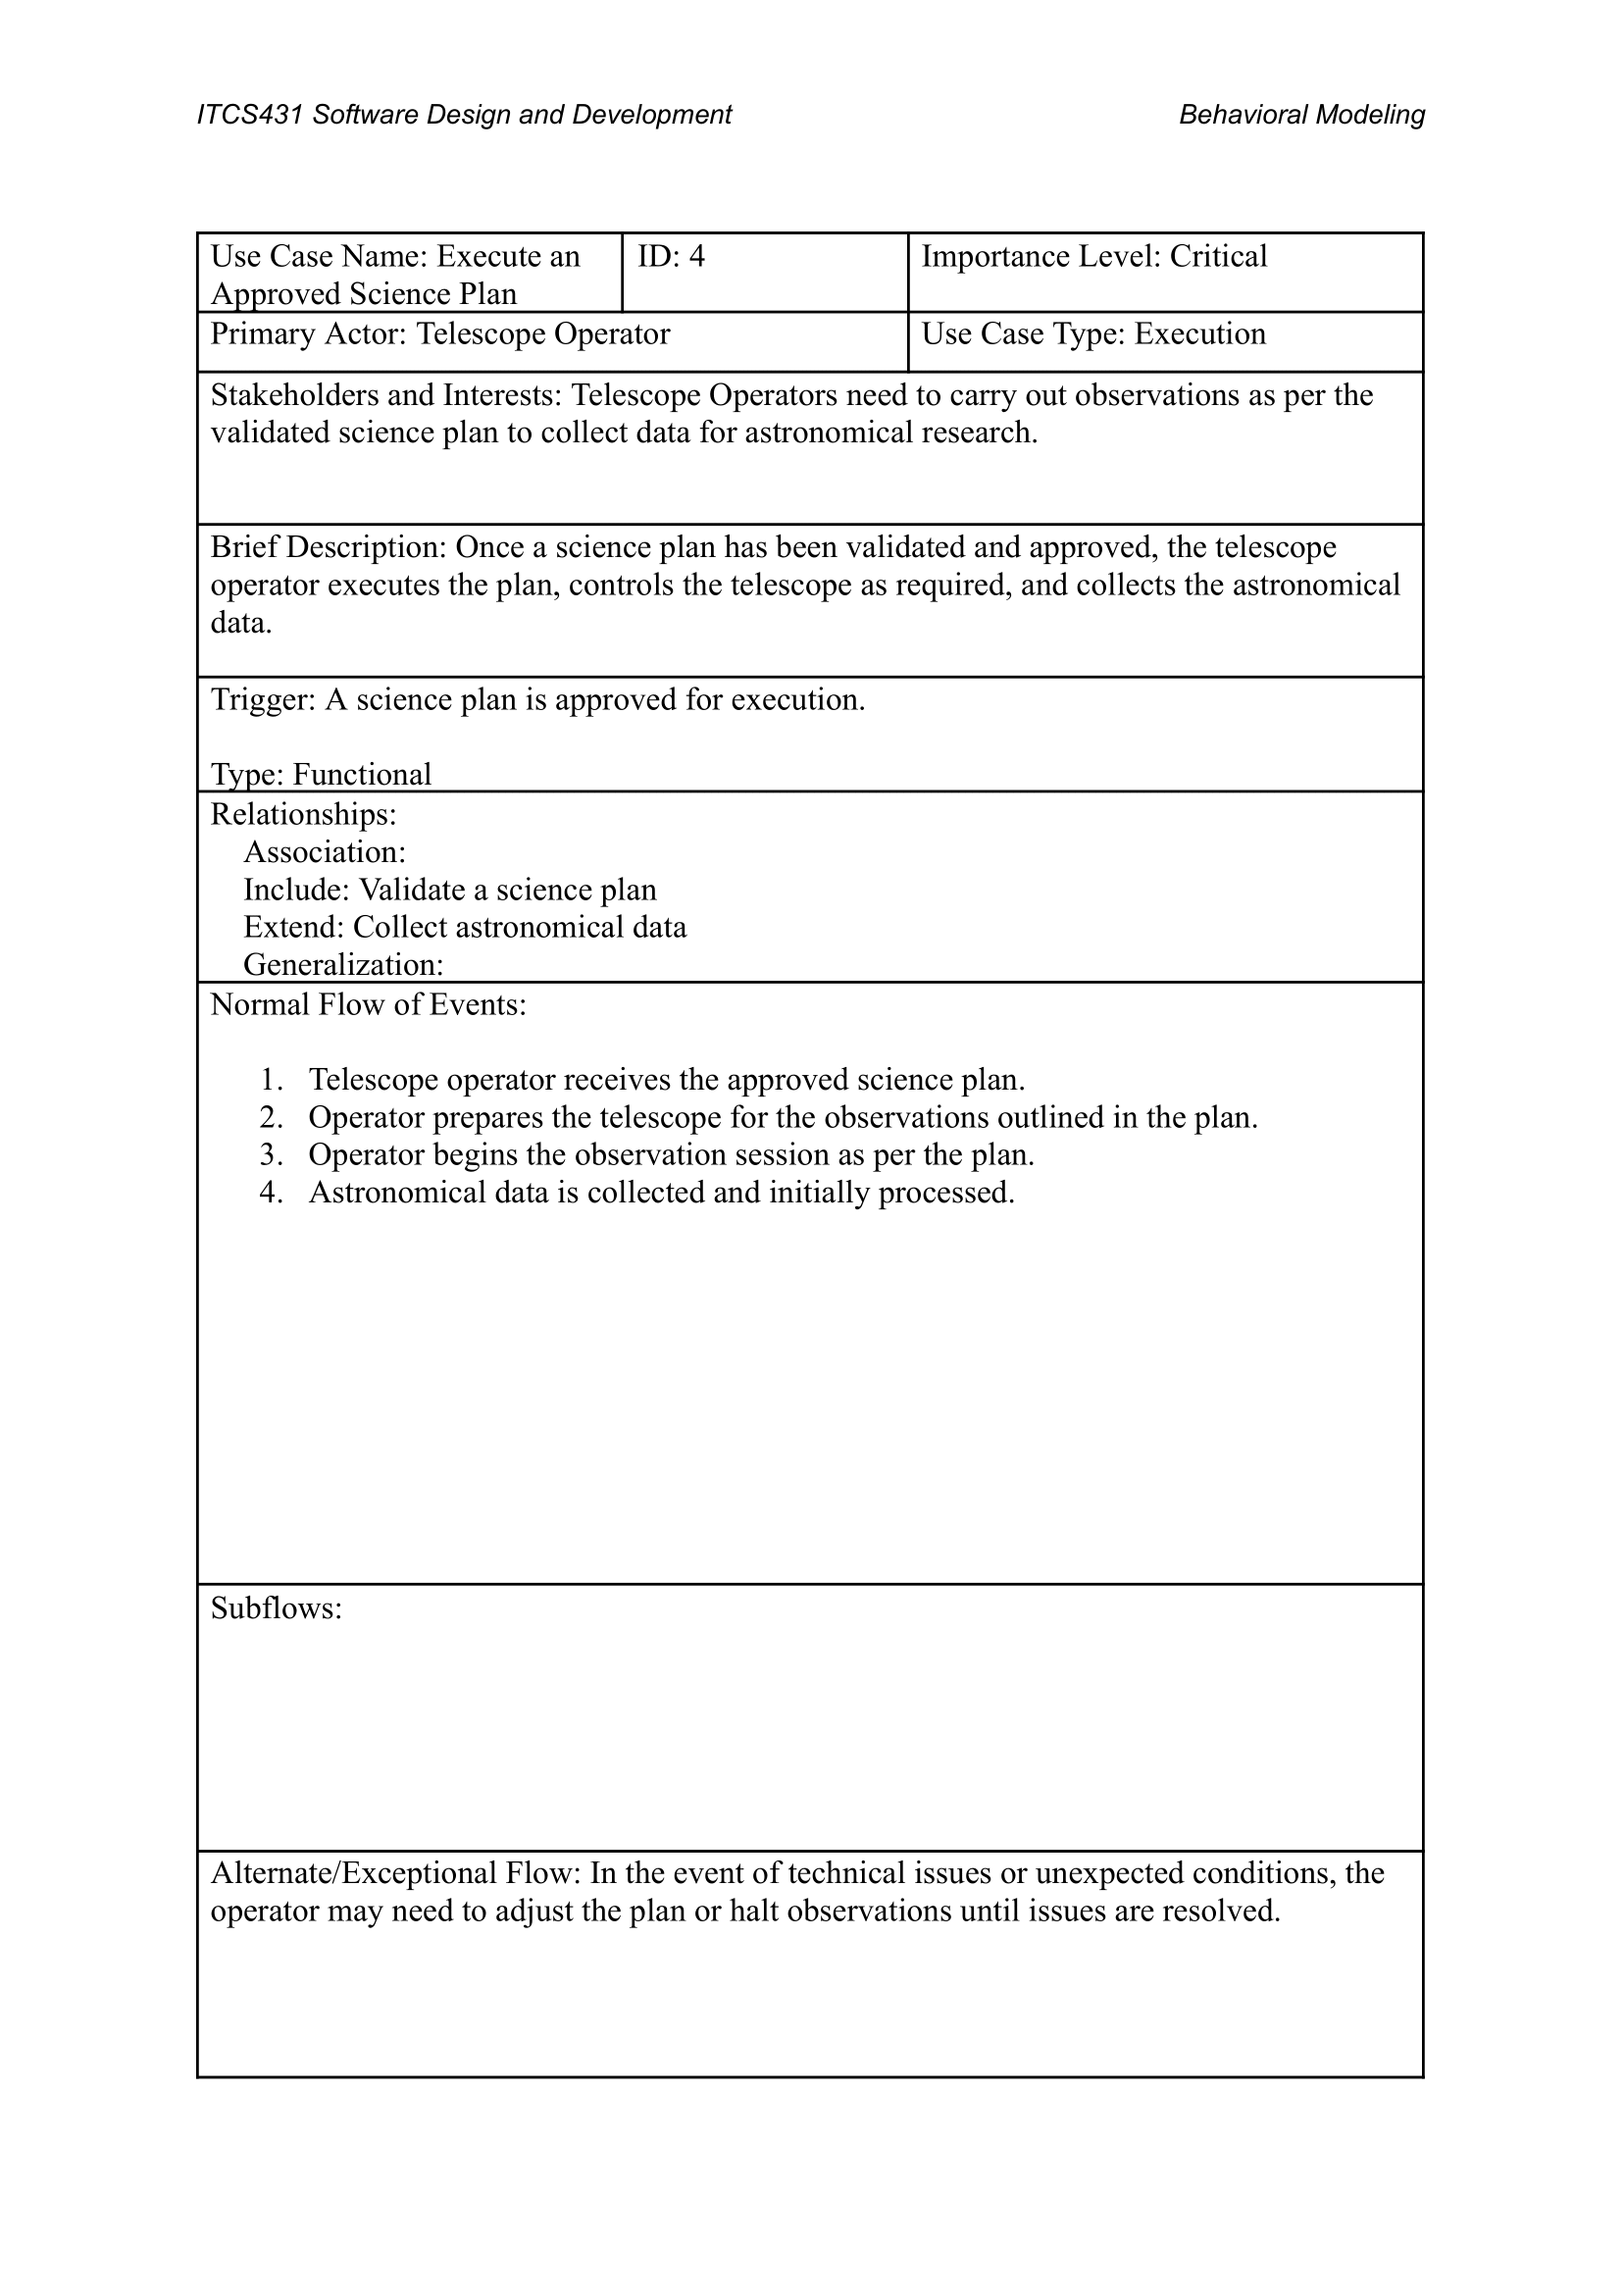 ITCS431 Software Design and Development Behavioral Modeling
Use Case Name: Execute an
Approved Science Plan
ID: 4
Importance Level: Critical
Primary Actor: Telescope Operator
Use Case Type: Execution
Stakeholders and Interests: Telescope Operators need to carry out observations as per the
validated science plan to collect data for astronomical research.
Brief Description: Once a science plan has been validated and approved, the telescope
operator executes the plan, controls the telescope as required, and collects the astronomical
data.
Trigger: A science plan is approved for execution.
Type: Functional
Relationships:
Association:
Include: Validate a science plan
Extend: Collect astronomical data
Generalization:
Normal Flow of Events:
1. Telescope operator receives the approved science plan.
2. Operator prepares the telescope for the observations outlined in the plan.
3. Operator begins the observation session as per the plan.
4. Astronomical data is collected and initially processed.
Subflows:
Alternate/Exceptional Flow: In the event of technical issues or unexpected conditions, the
operator may need to adjust the plan or halt observations until issues are resolved.